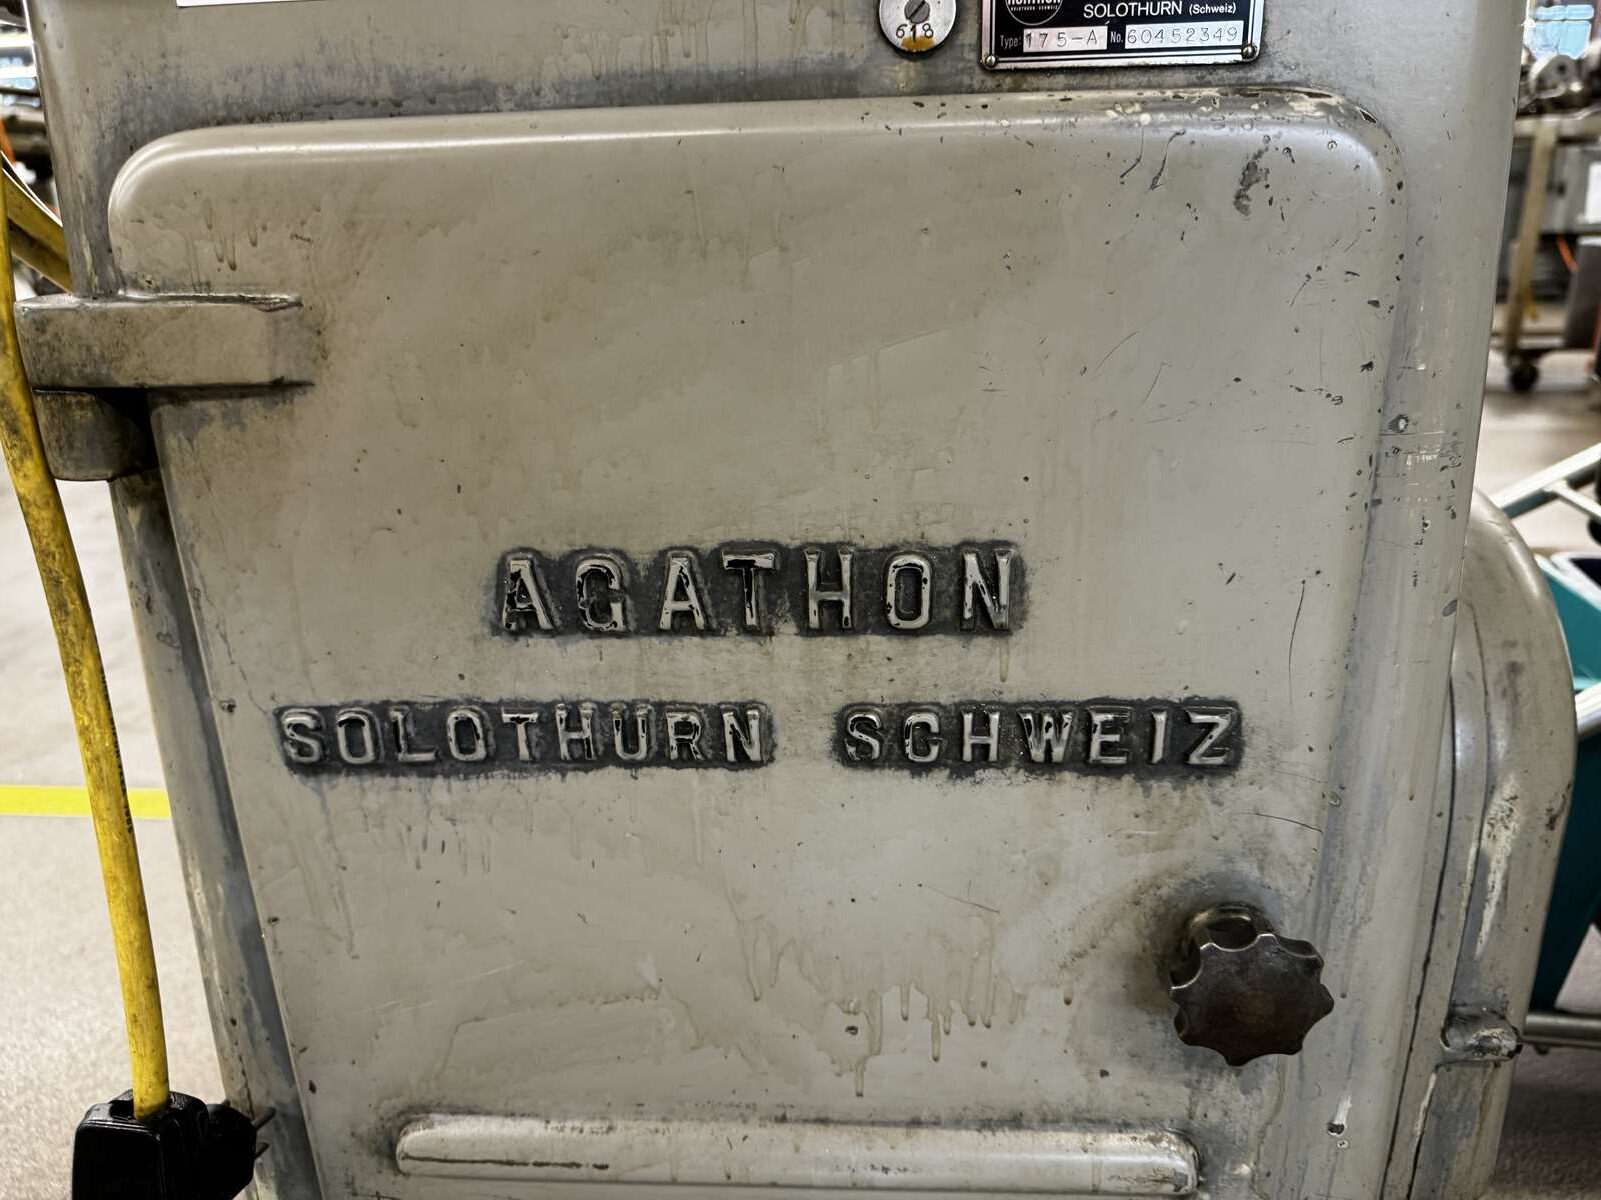 618
SOLOTHURN (Schweiz)
Type: 175-A No. 60452349
AGATHON
SOLOTHURN SCHWEIZ